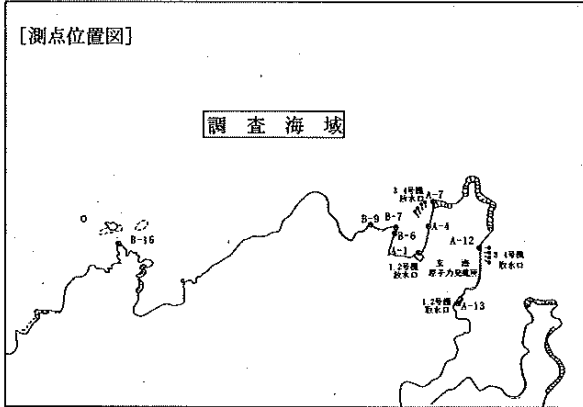 [測点位置図]
調査海域
3.4号機
放水口
A-7
B-9
B-7
B-6
A-4
A-1
A-12
B-16
1.2号機
放水口
玄海
原子力発電所
3.4号機
取水口
1.2号機
取水口
A-13